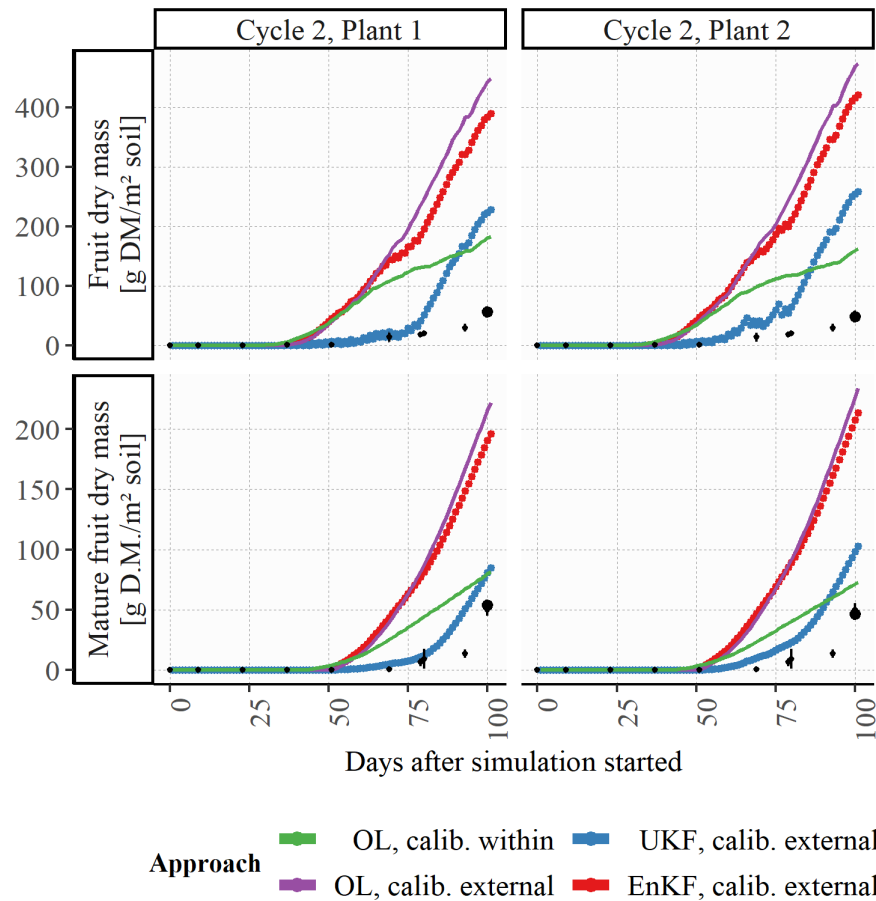 Cycle 2, Plant 1
Cycle 2, Plant 2
Fruit dry mass
[g DM/m² soil]
400
300
200
100
0
Mature fruit dry mass
[g D.M./m² soil]
200
150
100
50
0
0 25 50 75 100
0 25 50 75 100
Days after simulation started
Approach
OL, calib. within
UKF, calib. external
OL, calib. external
EnKF, calib. external